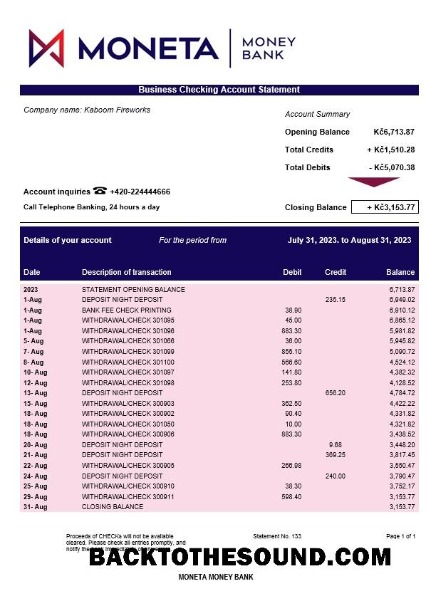 MONETA MONEY
BANK
Business Checking Account Statement
Company name: Kaboom Fireworks
Account Summary
Opening Balance Kč6,713.87
Total Credits + Kč1,510.28
Total Debits - Kč5,070.38
Account inquiries ☎ +420-224444666
Call Telephone Banking, 24 hours a day
Closing Balance + Kč3,153.77
Details of your account For the period from July 31, 2023. to August 31, 2023
Date Description of transaction Debit Credit Balance
2023 STATEMENT OPENING BALANCE 6,713.87
1-Aug DEPOSIT NIGHT DEPOSIT 235.15 6,949.02
1-Aug BANK FEE CHECK PRINTING 38.90 6,910.12
1-Aug WITHDRAWAL/CHECK 301095 45.00 6,865.12
1-Aug WITHDRAWAL/CHECK 301096 883.30 5,981.82
5- Aug WITHDRAWAL/CHECK 301066 36.00 5,945.82
7- Aug WITHDRAWAL/CHECK 301099 855.10 5,090.72
8- Aug WITHDRAWAL/CHECK 301100 566.60 4,524.12
10- Aug WITHDRAWAL/CHECK 301097 141.80 4,382.32
12- Aug WITHDRAWAL/CHECK 301098 253.80 4,128.52
13- Aug DEPOSIT NIGHT DEPOSIT 656.20 4,784.72
15- Aug WITHDRAWAL/CHECK 300903 362.50 4,422.22
18- Aug WITHDRAWAL/CHECK 300902 90.40 4,331.82
18- Aug WITHDRAWAL/CHECK 301050 10.00 4,321.82
18- Aug WITHDRAWAL/CHECK 300906 883.30 3,438.52
20- Aug DEPOSIT NIGHT DEPOSIT 9.68 3,448.20
21- Aug DEPOSIT NIGHT DEPOSIT 369.25 3,817.45
22- Aug WITHDRAWAL/CHECK 300905 266.98 3,550.47
24- Aug DEPOSIT NIGHT DEPOSIT 240.00 3,790.47
25- Aug WITHDRAWAL/CHECK 300910 38.30 3,752.17
29- Aug WITHDRAWAL/CHECK 300911 598.40 3,153.77
31- Aug CLOSING BALANCE 3,153.77
Proceeds of CHECKs will not be available Statement No. 133 Page 1 of 1
cleared. Please check all entries promptly, and
notify the
BACKTOTHESOUND.COM
MONETA MONEY BANK